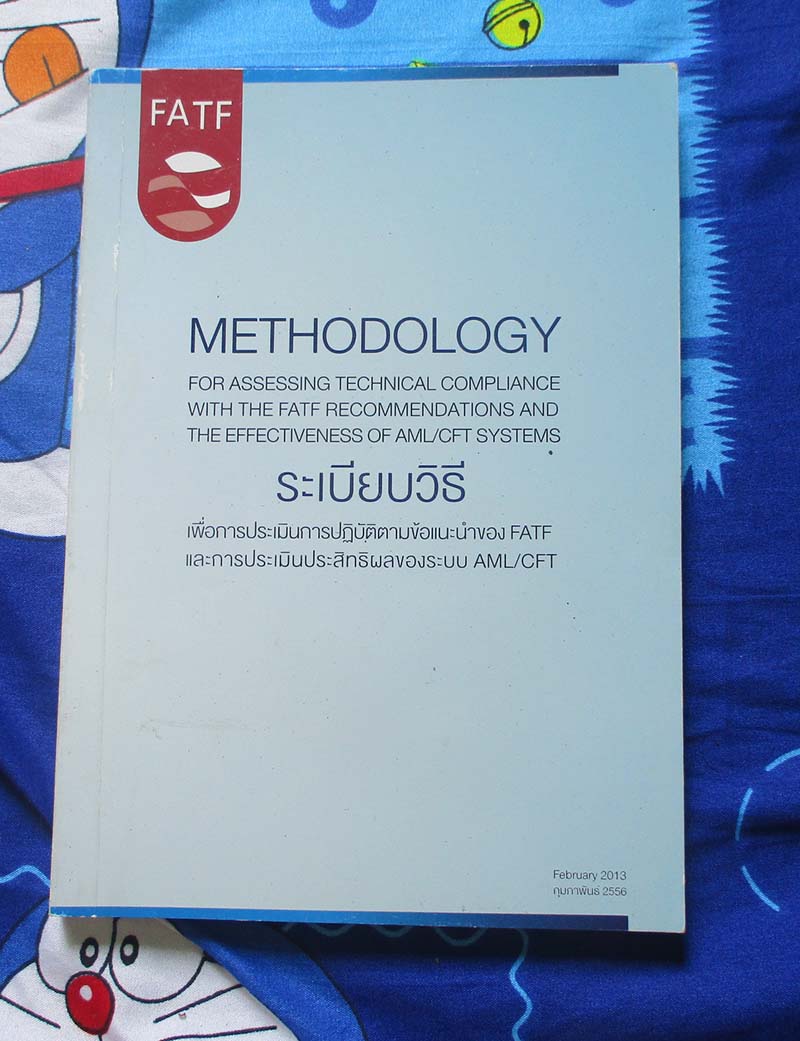 FATF
METHODOLOGY
FOR ASSESSING TECHNICAL COMPLIANCE
WITH THE FATF RECOMMENDATIONS AND
THE EFFECTIVENESS OF AML/CFT SYSTEMS
ระเบียบวิธี
เพื่อการประเมินการปฏิบัติตามข้อแนะนำของ FATF
และการประเมินประสิทธิผลของระบบ AML/CFT
February 2013
กุมภาพันธ์ 2556